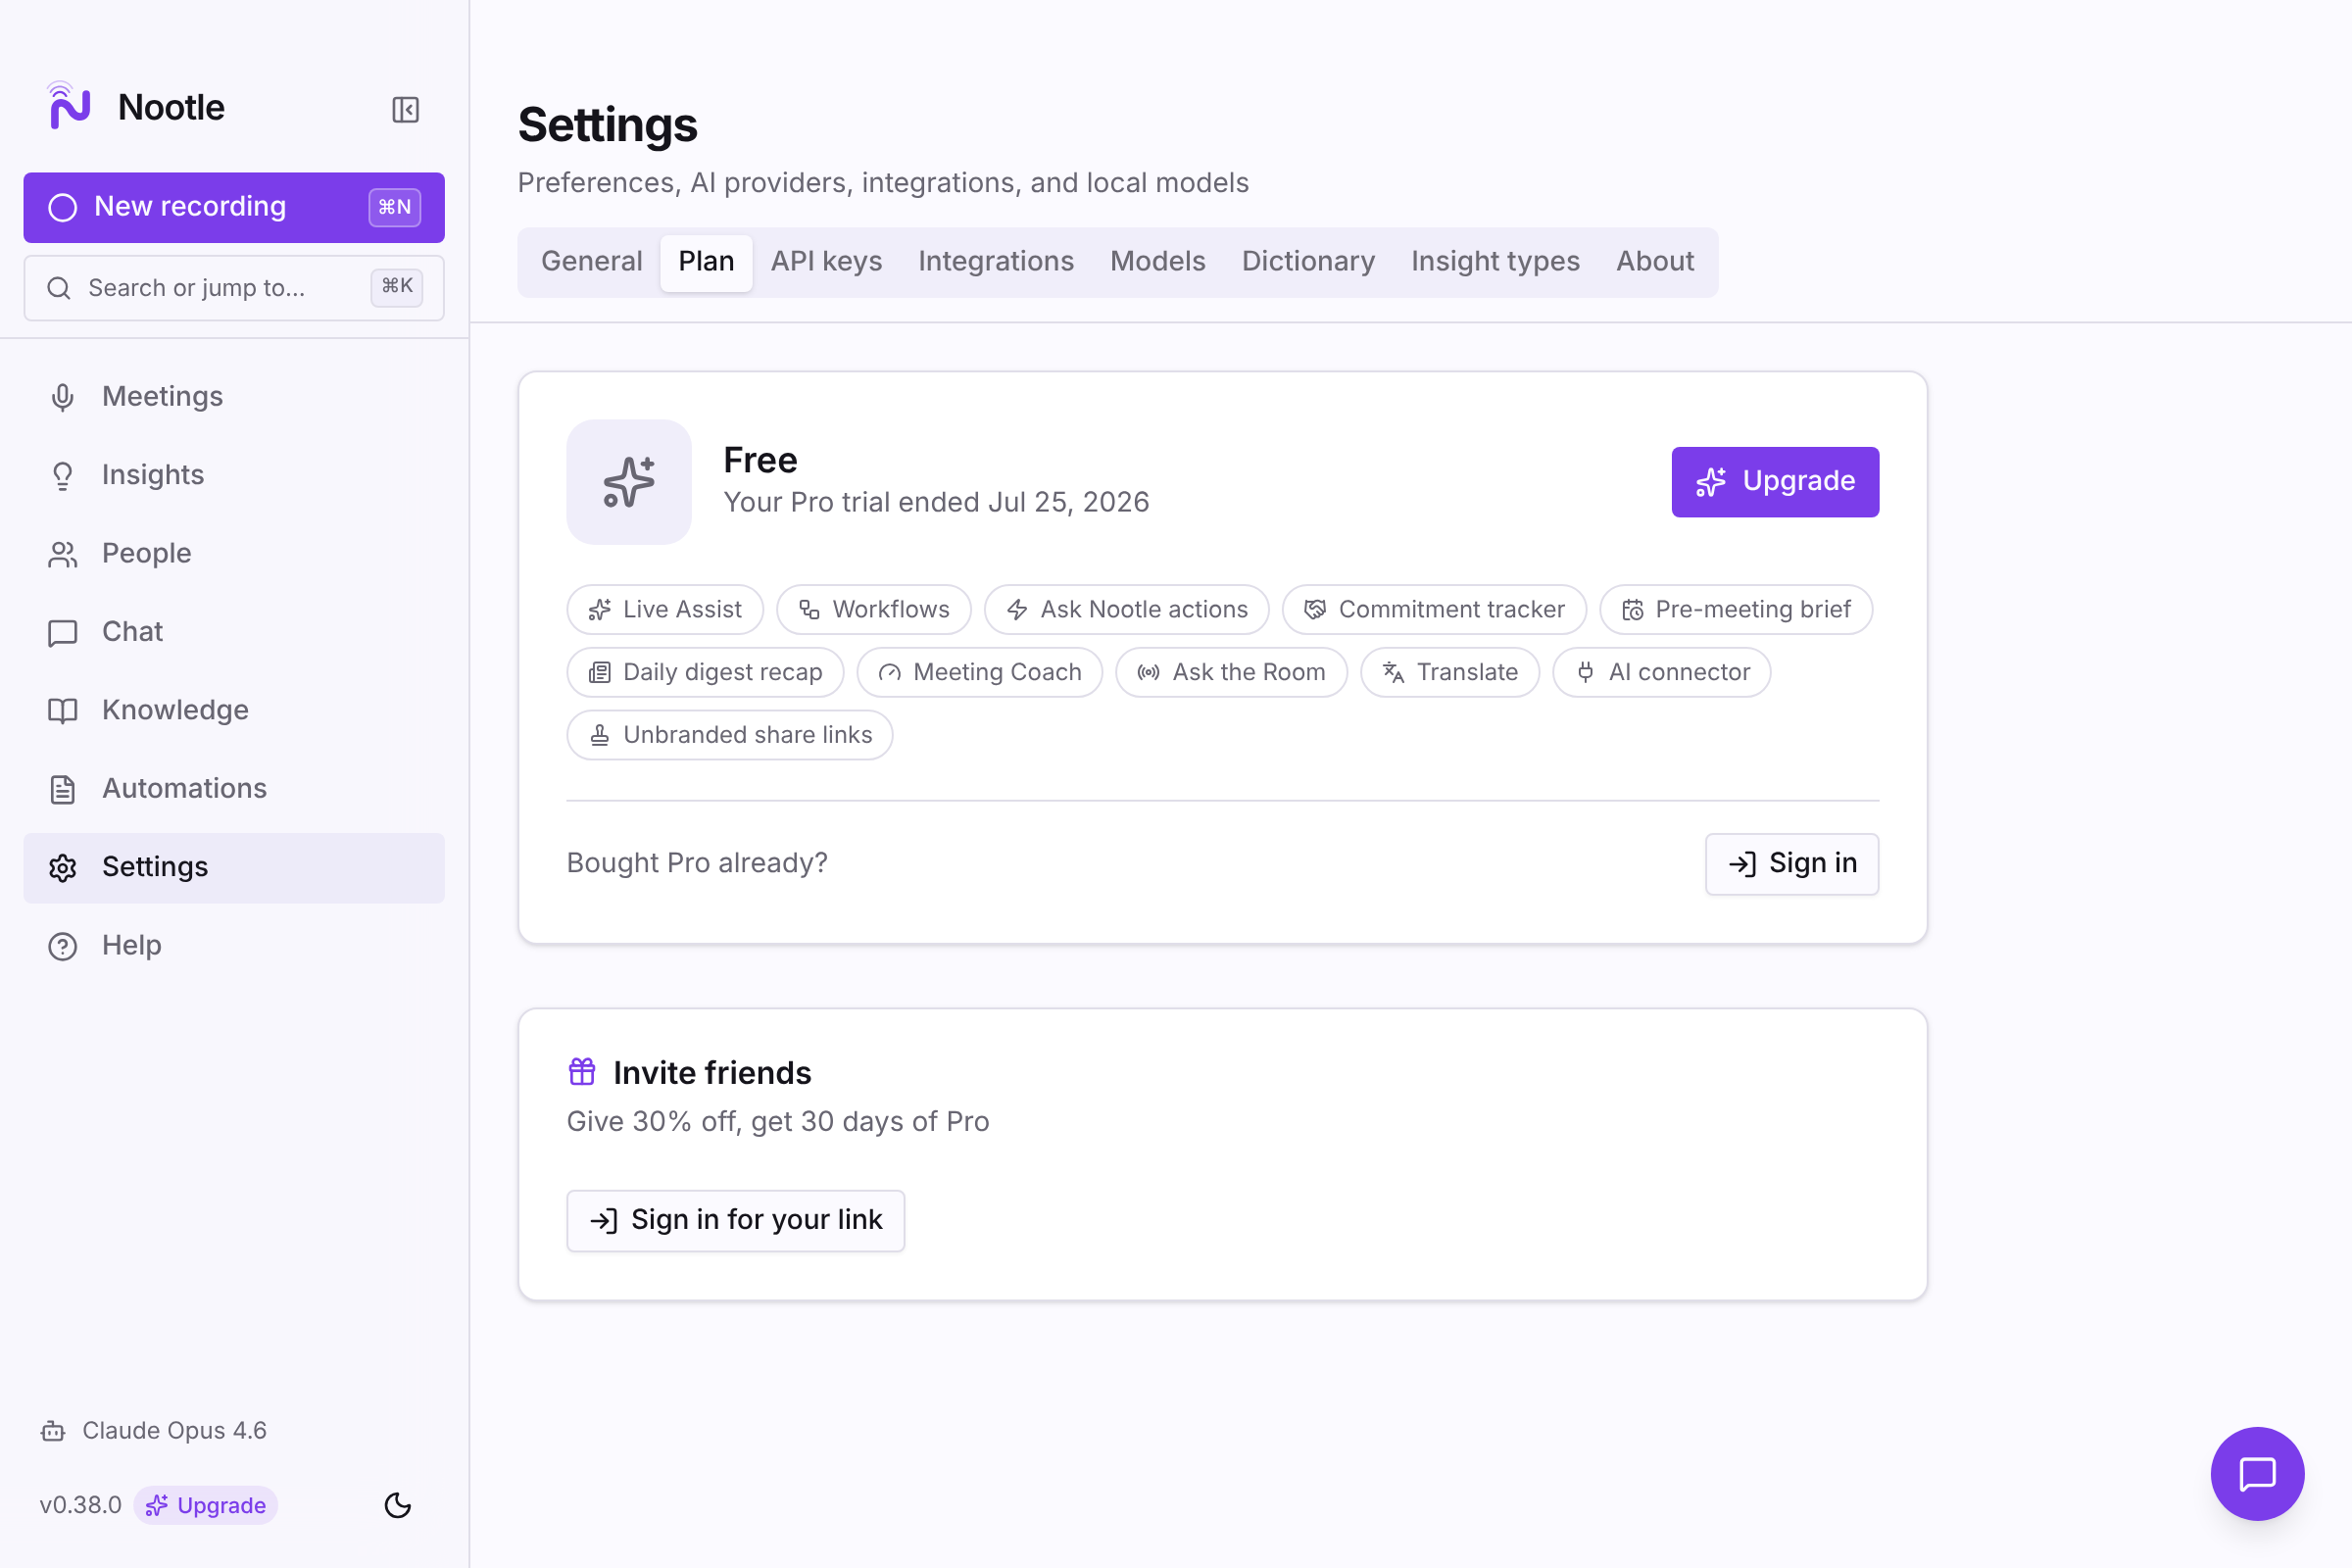 Nootle
New recording ⌘N
Search or jump to... ⌘K
Meetings
Insights
People
Chat
Knowledge
Automations
Settings
Help
Claude Opus 4.6
v0.38.0 Upgrade
Settings
Preferences, AI providers, integrations, and local models
General Plan API keys Integrations Models Dictionary Insight types About
Free
Your Pro trial ended Jul 25, 2026
Upgrade
Live Assist Workflows Ask Nootle actions Commitment tracker Pre-meeting brief
Daily digest recap Meeting Coach Ask the Room Translate AI connector
Unbranded share links
Bought Pro already?
Sign in
Invite friends
Give 30% off, get 30 days of Pro
Sign in for your link